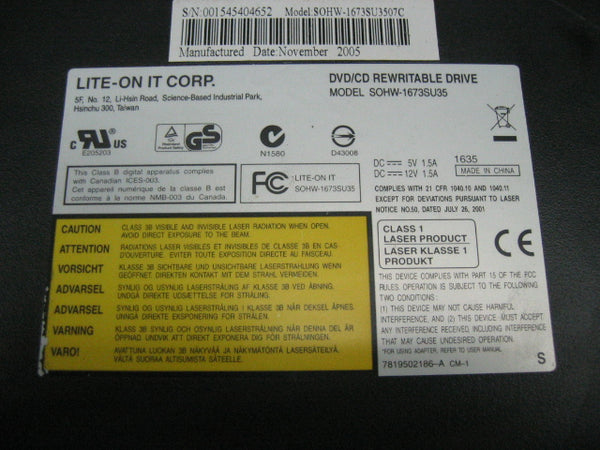 S/N:001545404652 Model:SOHW-1673SU3507C
Manufactured Date:November 2005
LITE-ON IT CORP.
5F, No. 12, Li-Hsin Road, Science-Based Industrial Park,
Hsinchu 300, Taiwan
DVD/CD REWRITABLE DRIVE
MODEL SOHW-1673SU35
c RU US
E205203
GS
N1580
D43008
DC 5V 1.5A
DC 12V 1.5A
1635
MADE IN CHINA
This Class B digital apparatus complies
with Canadian ICES-003.
Cet appareil numérique de la classe B est
conforme à la norme NMB-003 du Canada.
FC
LITE-ON IT
SOHW-1673SU35
COMPLIES WITH 21 CFR 1040.10 AND 1040.11
EXCEPT FOR DEVIATIONS PURSUANT TO LASER
NOTICE NO.50, DATED JULY 26, 2001
CLASS 1
LASER PRODUCT
LASER KLASSE 1
PRODUKT
CE
THIS DEVICE COMPLIES WITH PART 15 OF THE FCC
RULES. OPERATION IS SUBJECT TO THE FOLLOWING
TWO CONDITIONS:
(1) THIS DEVICE MAY NOT CAUSE HARMFUL
INTERFERENCE, AND (2) THIS DEVICE MUST ACCEPT
ANY INTERFERENCE RECEIVED, INCLUDING INTERFERENCE
THAT MAY CAUSE UNDESIRED OPERATION.
*FOR USING ADAPTER, REFER TO USER MANUAL
7819502186-A CM-1
S
CAUTION CLASS 3B VISIBLE AND INVISIBLE LASER RADIATION WHEN OPEN.
AVOID DIRECT EXPOSURE TO THE BEAM.
ATTENTION RADIATIONS LASER VISIBLES ET INVISIBLES DE CLASSE 3B EN CAS
D'OUVERTURE. EVITER TOUTE EXPOSITION DIRECTE AU FAISCEAU.
VORSICHT KLASSE 3B SICHTBARE UND UNSICHTBARE LASERSTRAHLUNG WENN
GEÖFFNET DIREKTEN KONTAKT MIT DEM STRAHL VERMEIDEN.
ADVARSEL SYNLIG OG USYNLIG LASERSTRÅLING AF KLASSE 3B VED ÅBNING.
UNDGÅ DIREKTE UDSÆTTELSE FOR STRÅLING.
ADVARSEL SYNLIG OG USYNLIG LASERSTRÅLING I KLASSE 3B NÅR DEKSEL ÅPNES
UNNGÅ DIREKTE EKSPONERING FOR STRÅLEN.
VARNING KLASS 3B SYNLIG OCH OSYNLIG LASERSTRÅLNING NÄR DENNA DEL ÄR
ÖPPNAD UNDVIK ATT DIREKT EXPONERA DIG FÖR STRÅLNINGEN.
VARO! AVATTUNA LUOKAN 3B NÄKYVÄÄ JA NÄKYMÄTÖNTÄ LASERSÄTEILYÄ.
VÄLTÄ SUORAA ALTISUMISTA SÄTEELLE.